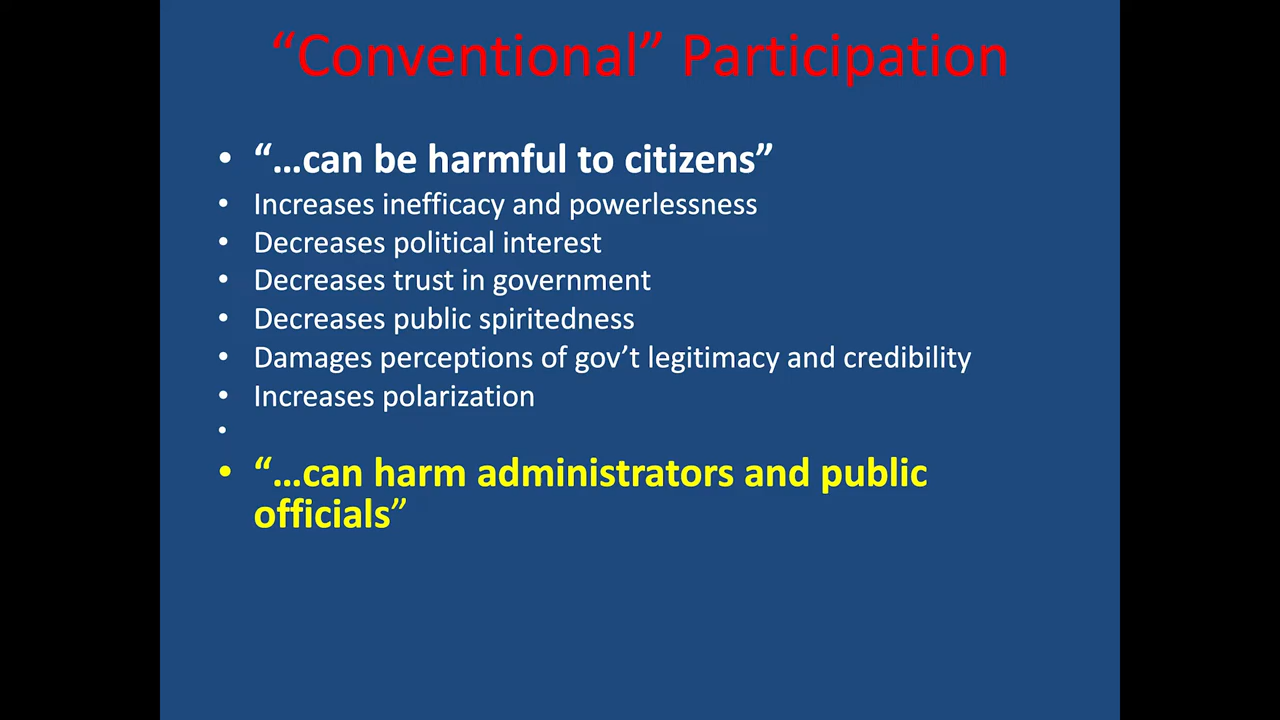 “Conventional” Participation
• “…can be harmful to citizens”
• Increases inefficacy and powerlessness
• Decreases political interest
• Decreases trust in government
• Decreases public spiritedness
• Damages perceptions of gov’t legitimacy and credibility
• Increases polarization
•
• “…can harm administrators and public
officials”